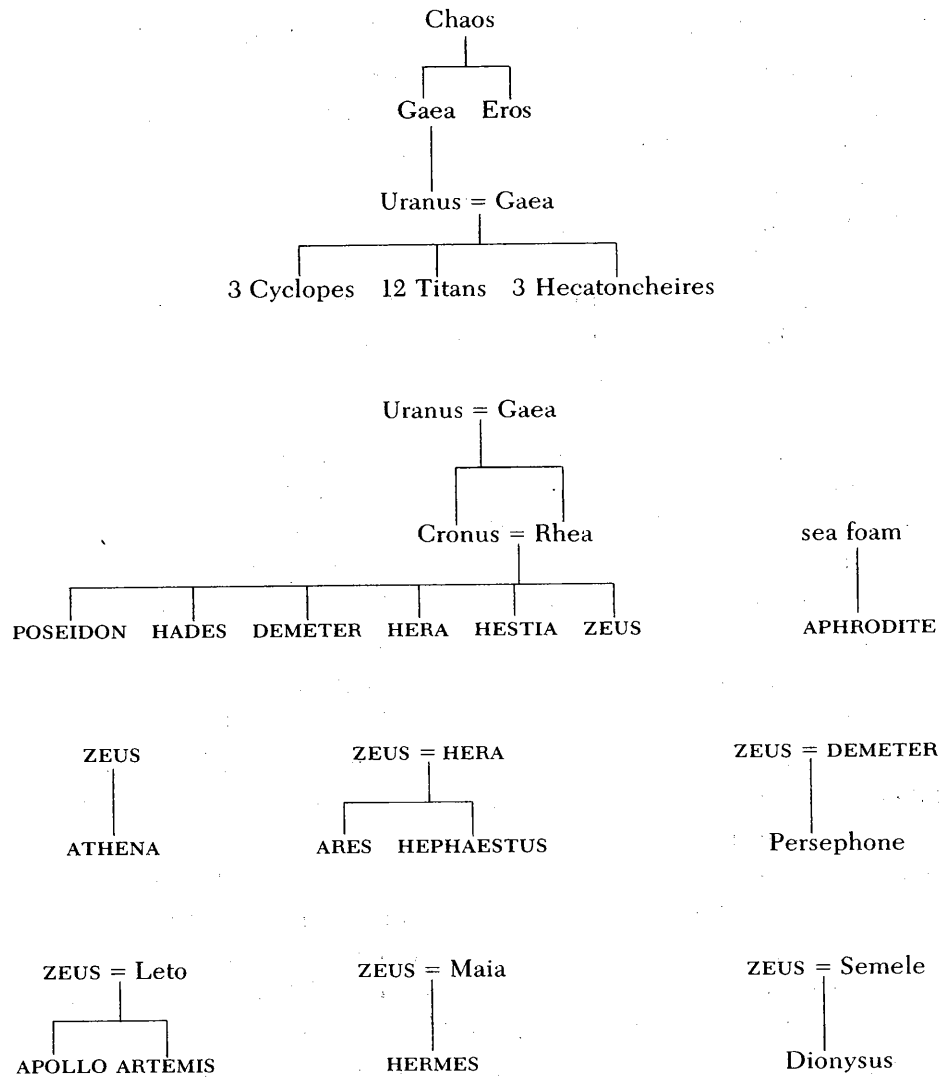 Chaos
Gaea Eros
Uranus = Gaea
3 Cyclopes 12 Titans 3 Hecatoncheires
Uranus = Gaea
Cronus = Rhea sea foam
POSEIDON HADES DEMETER HERA HESTIA ZEUS APHRODITE
ZEUS ZEUS = HERA ZEUS = DEMETER
ATHENA ARES HEPHAESTUS Persephone
ZEUS = Leto ZEUS = Maia ZEUS = Semele
APOLLO ARTEMIS HERMES Dionysus